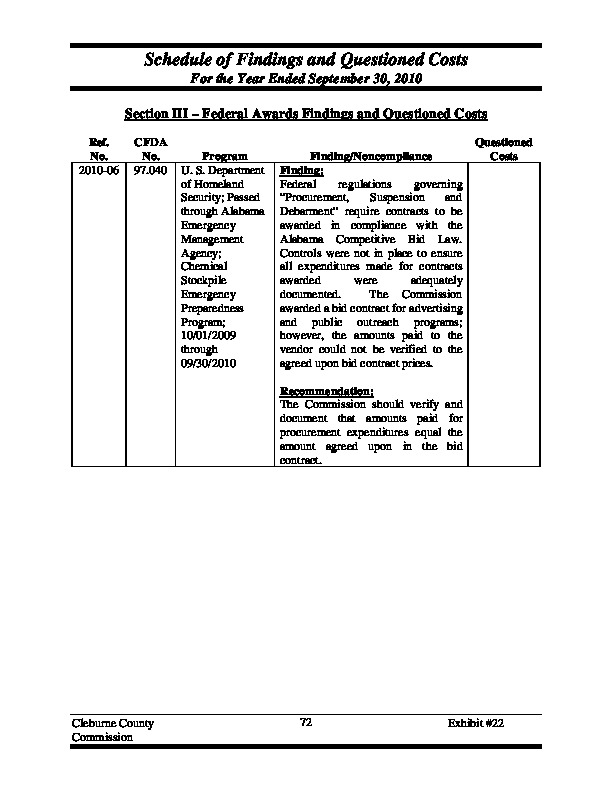 Schedule of Findings and Questioned Costs
For the Year Ended September 30, 2010
Section III – Federal Awards Findings and Questioned Costs
Ref. No.
CFDA No.
Program
Finding/Noncompliance
Questioned Costs
2010-06
97.040
U. S. Department
of Homeland
Security; Passed
through Alabama
Emergency
Management
Agency;
Chemical
Stockpile
Emergency
Preparedness
Program;
10/01/2009
through
09/30/2010
Finding:
Federal regulations governing
"Procurement, Suspension and
Debarment" require contracts to be
awarded in compliance with the
Alabama Competitive Bid Law.
Controls were not in place to ensure
all expenditures made for contracts
awarded were adequately
documented. The Commission
awarded a bid contract for advertising
and public outreach programs;
however, the amounts paid to the
vendor could not be verified to the
agreed upon bid contract prices.
Recommendation:
The Commission should verify and
document that amounts paid for
procurement expenditures equal the
amount agreed upon in the bid
contract.
Cleburne County
Commission
72
Exhibit #22